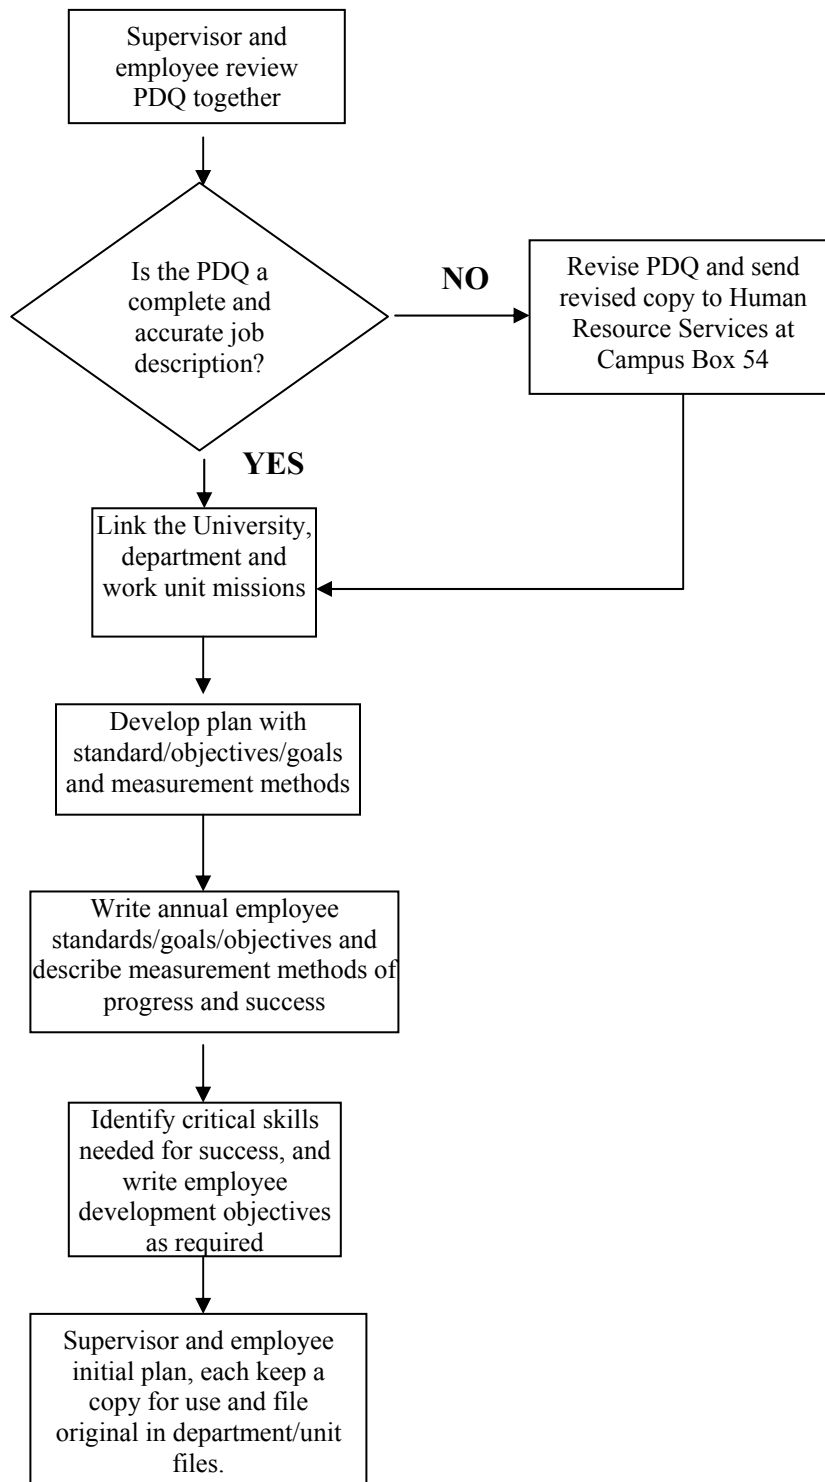 Supervisor and
employee review
PDQ together
Is the PDQ a
complete and
accurate job
description?
NO
Revise PDQ and send
revised copy to Human
Resource Services at
Campus Box 54
YES
Link the University,
department and
work unit missions
Develop plan with
standard/objectives/goals
and measurement methods
Write annual employee
standards/goals/objectives and
describe measurement methods of
progress and success
Identify critical skills
needed for success, and
write employee
development objectives
as required
Supervisor and employee
initial plan, each keep a
copy for use and file
original in department/unit
files.